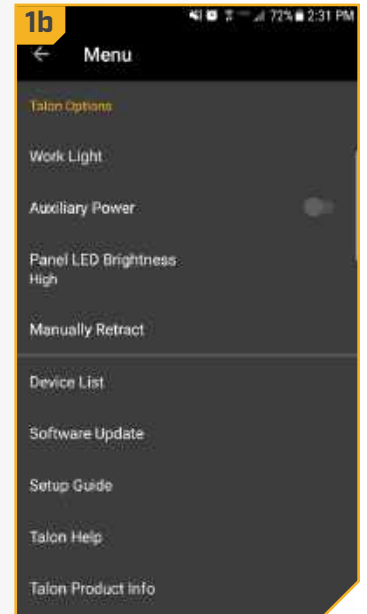 1b
72% 2:31 PM
← Menu
Talon Options
Work Light
Auxiliary Power
Panel LED Brightness
High
Manually Retract
Device List
Software Update
Setup Guide
Talon Help
Talon Product Info